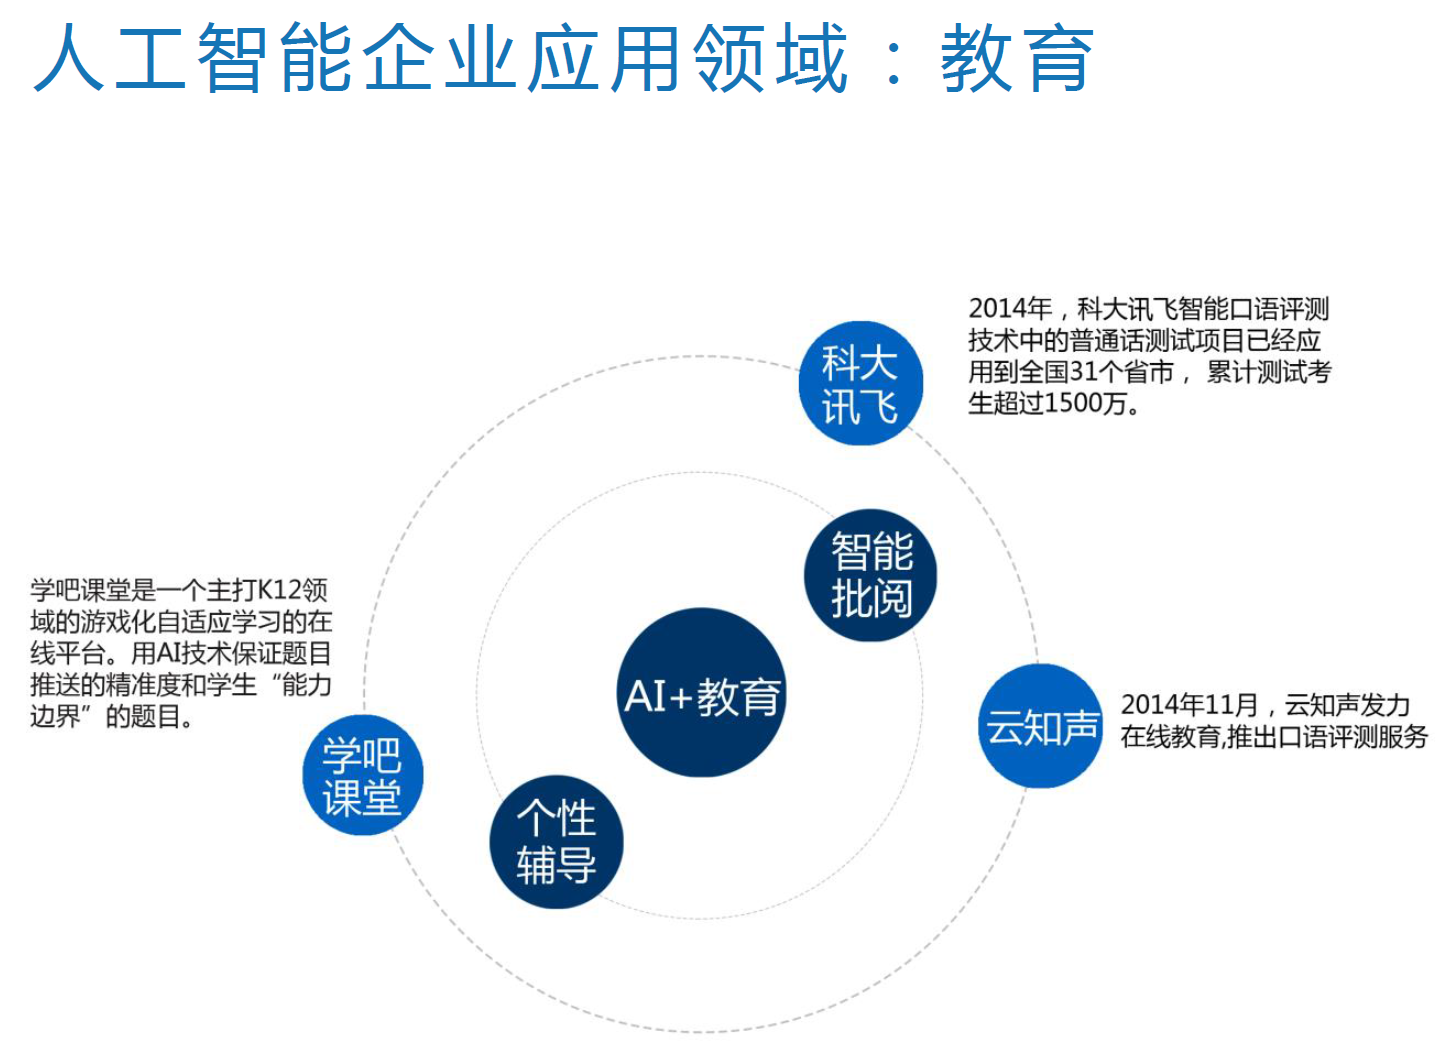 人工智能企业应用领域：教育
2014年，科大讯飞智能口语评测
技术中的普通话测试项目已经应
用到全国31个省市， 累计测试考
生超过1500万。
科大
讯飞
智能
批阅
学吧课堂是一个主打K12领
域的游戏化自适应学习的在
线平台。用AI技术保证题目
推送的精准度和学生“能力
边界”的题目。
AI+教育
云知声
2014年11月，云知声发力
在线教育,推出口语评测服务
学吧
课堂
个性
辅导